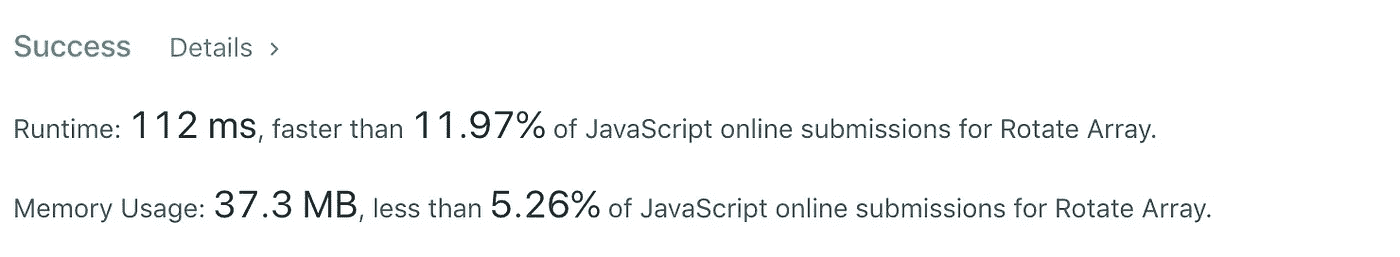 Success Details >
Runtime: 112 ms, faster than 11.97% of JavaScript online submissions for Rotate Array.
Memory Usage: 37.3 MB, less than 5.26% of JavaScript online submissions for Rotate Array.